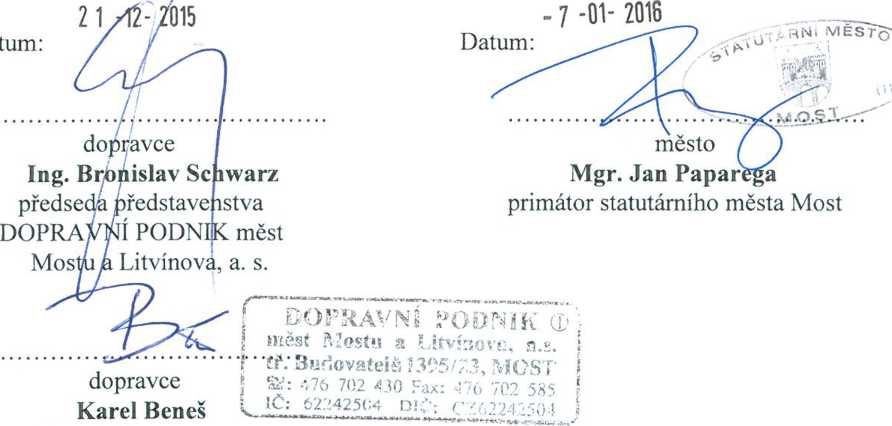 21 -12- 2015
tum:
dopravce
Ing. Bronislav Schwarz
předseda představenstva
DOPRAVNÍ PODNIK měst
Mostu a Litvínova, a. s.
dopravce
Karel Beneš
- 7 -01- 2016
Datum:
STATUTÁRNÍ MĚSTO
MOST
město
Mgr. Jan Paparega
primátor statutárního města Most
DOPRAVNÍ PODNIK ①
měst Mostu a Litvínova, a.s.
tř. Budovatelů 1395/23, MOST
☏: 476 702 430 Fax: 476 702 585
IČ: 62242504 DIČ: CZ62242504